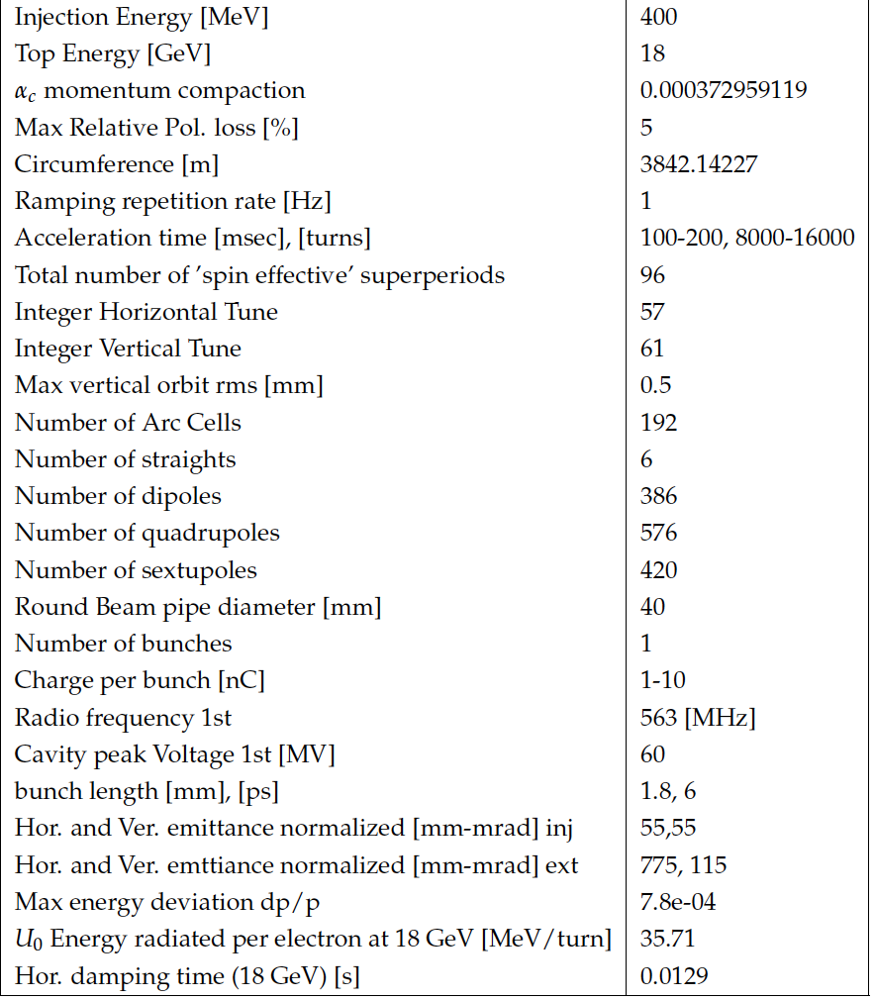 Injection Energy [MeV] 400
Top Energy [GeV] 18
αc momentum compaction 0.000372959119
Max Relative Pol. loss [%] 5
Circumference [m] 3842.14227
Ramping repetition rate [Hz] 1
Acceleration time [msec], [turns] 100-200, 8000-16000
Total number of ’spin effective’ superperiods 96
Integer Horizontal Tune 57
Integer Vertical Tune 61
Max vertical orbit rms [mm] 0.5
Number of Arc Cells 192
Number of straights 6
Number of dipoles 386
Number of quadrupoles 576
Number of sextupoles 420
Round Beam pipe diameter [mm] 40
Number of bunches 1
Charge per bunch [nC] 1-10
Radio frequency 1st 563 [MHz]
Cavity peak Voltage 1st [MV] 60
bunch length [mm], [ps] 1.8, 6
Hor. and Ver. emittance normalized [mm-mrad] inj 55,55
Hor. and Ver. emttiance normalized [mm-mrad] ext 775, 115
Max energy deviation dp/p 7.8e-04
U0 Energy radiated per electron at 18 GeV [MeV/turn] 35.71
Hor. damping time (18 GeV) [s] 0.0129